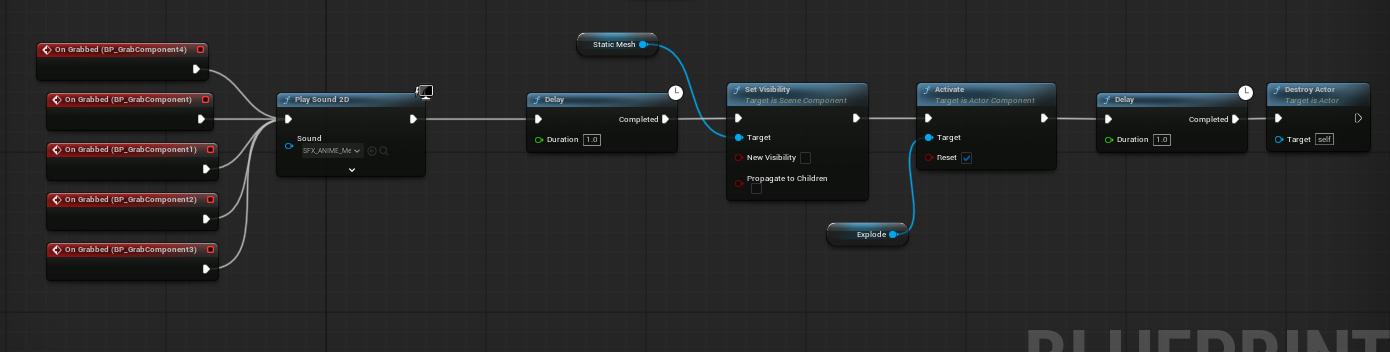 On Grabbed (BP_GrabComponent4)
On Grabbed (BP_GrabComponent)
On Grabbed (BP_GrabComponent1)
On Grabbed (BP_GrabComponent2)
On Grabbed (BP_GrabComponent3)
Play Sound 2D
Sound
SFX_ANIME_Me
Delay
Completed
Duration 1.0
Static Mesh
Set Visibility
Target is Scene Component
Target
New Visibility
Propagate to Children
Explode
Activate
Target is Actor Component
Target
Reset
Delay
Completed
Duration 1.0
Destroy Actor
Target is Actor
Target self
BLUEPRINT